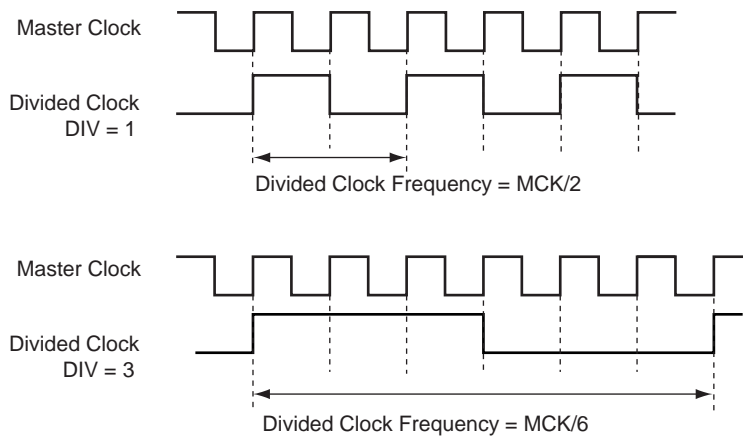 Master Clock
Divided Clock
DIV = 1
Divided Clock Frequency = MCK/2
Master Clock
Divided Clock
DIV = 3
Divided Clock Frequency = MCK/6